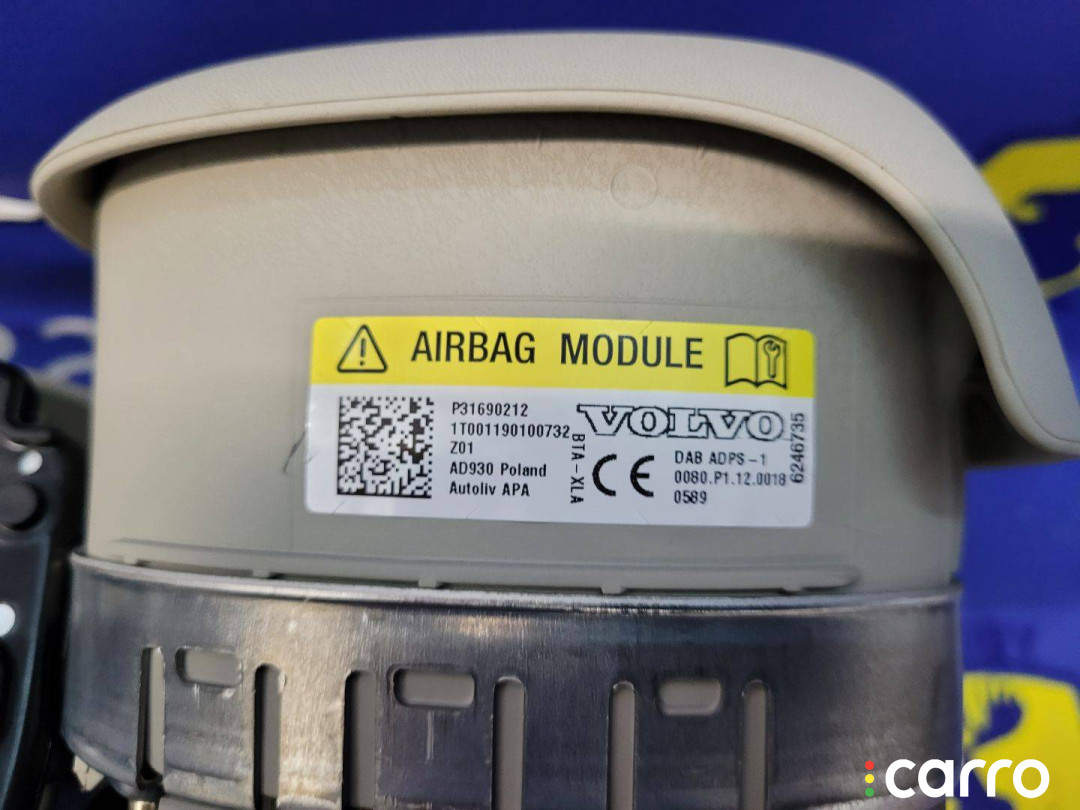 AIRBAG MODULE
P31690212
1T001190100732
Z01
AD930 Poland
Autoliv APA
BTA-XLA
VOLVO
DAB ADPS-1
0080.P1.12.0018
0589
6246735
carro